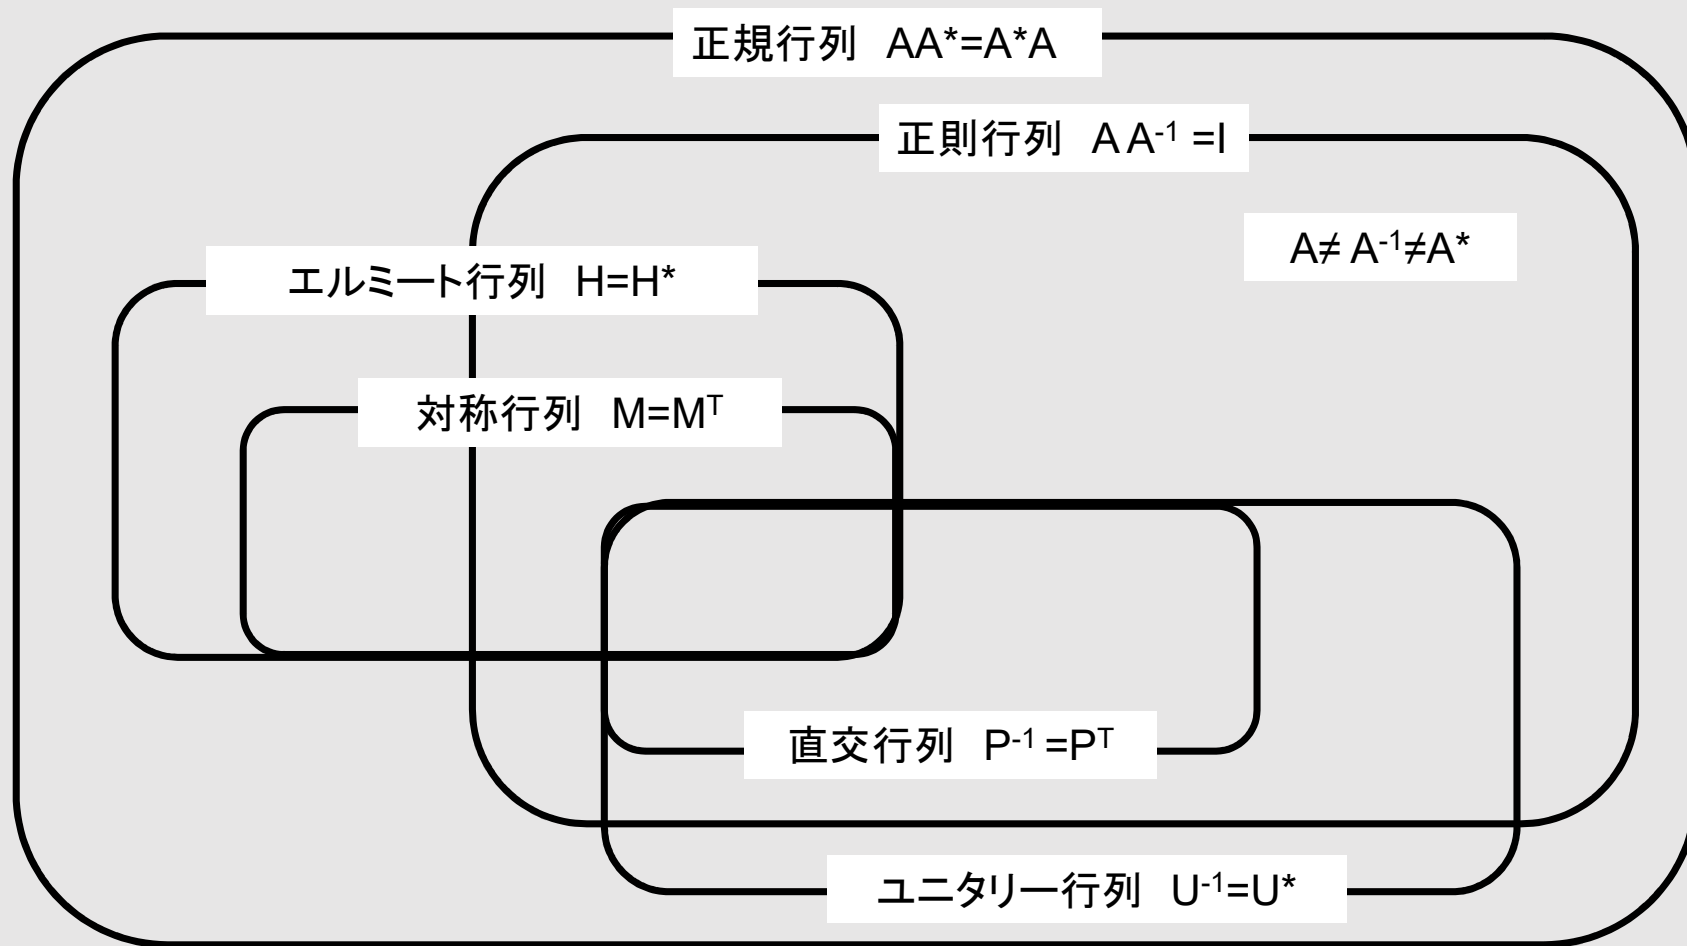 正規行列 AA*=A*A
正則行列 A A⁻¹ =I
A≠ A⁻¹≠A*
エルミート行列 H=H*
対称行列 M=Mᵀ
直交行列 P⁻¹ =Pᵀ
ユニタリー行列 U⁻¹=U*